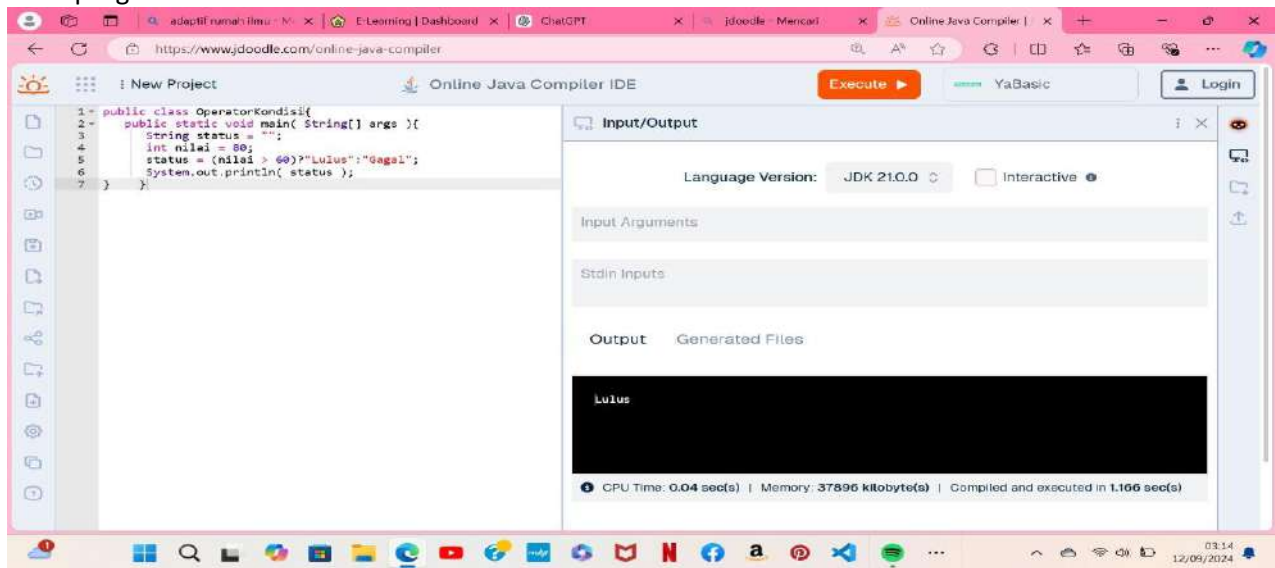 adaptif rumah ilmu - M
E-Learning | Dashboard
ChatGPT
jdoodle - Mencari
Online Java Compiler |
https://www.jdoodle.com/online-java-compiler
New Project
Online Java Compiler IDE
Execute
YaBasic
Login
1 public class OperatorKondisi{
2 public static void main( String[] args ){
3 String status = "";
4 int nilai = 80;
5 status = (nilai > 60)?"Lulus":"Gagal";
6 System.out.println( status );
7 } }
Input/Output
Language Version: JDK 21.0.0 Interactive
Input Arguments
Stdin Inputs
Output Generated Files
Lulus
CPU Time: 0.04 sec(s) | Memory: 37896 kilobyte(s) | Compiled and executed in 1.166 sec(s)
03:14
12/09/2024